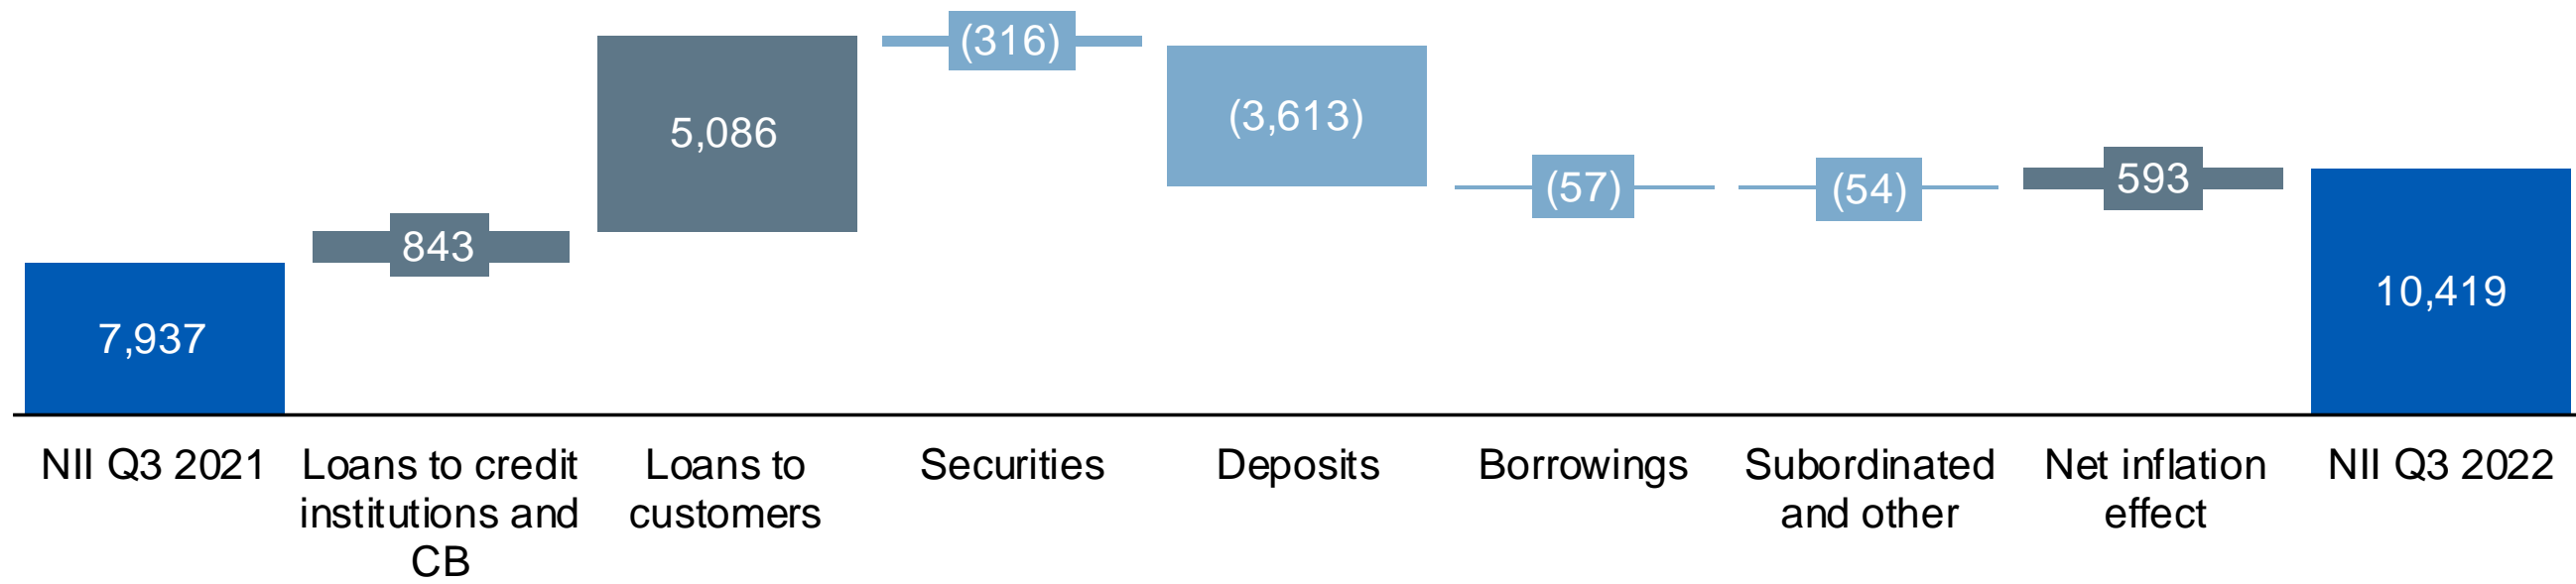 (316)
5,086
(3,613)
843
(57)
(54)
593
7,937
10,419
NII Q3 2021
Loans to credit
institutions and
CB
Loans to
customers
Securities
Deposits
Borrowings
Subordinated
and other
Net inflation
effect
NII Q3 2022